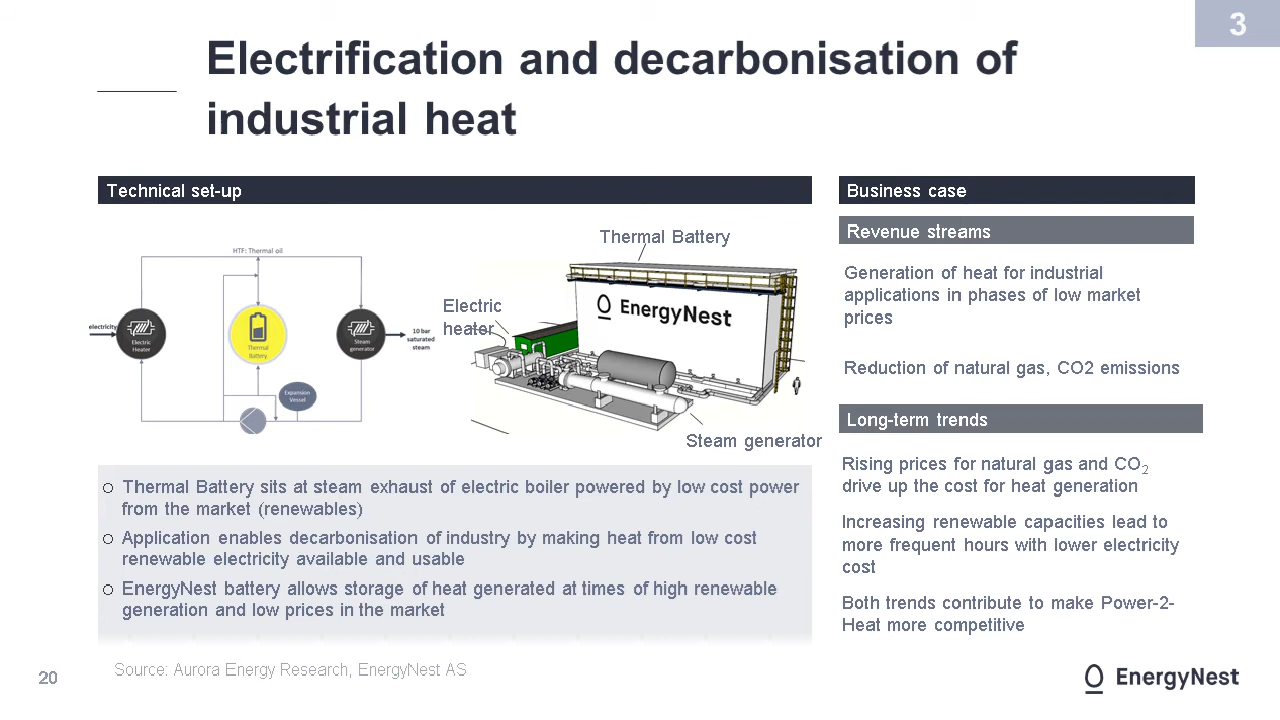 3
Electrification and decarbonisation of
industrial heat
Technical set-up
HTF: Thermal oil
electricity
Electric
Heater
Thermal
Battery
Steam
generator
10 bar
saturated
steam
Expansion
Vessel
Thermal Battery
Electric
heater
EnergyNest
Steam generator
Thermal Battery sits at steam exhaust of electric boiler powered by low cost power
from the market (renewables)
Application enables decarbonisation of industry by making heat from low cost
renewable electricity available and usable
EnergyNest battery allows storage of heat generated at times of high renewable
generation and low prices in the market
Business case
Revenue streams
Generation of heat for industrial
applications in phases of low market
prices
Reduction of natural gas, CO2 emissions
Long-term trends
Rising prices for natural gas and CO2
drive up the cost for heat generation
Increasing renewable capacities lead to
more frequent hours with lower electricity
cost
Both trends contribute to make Power-2-
Heat more competitive
20
Source: Aurora Energy Research, EnergyNest AS
EnergyNest